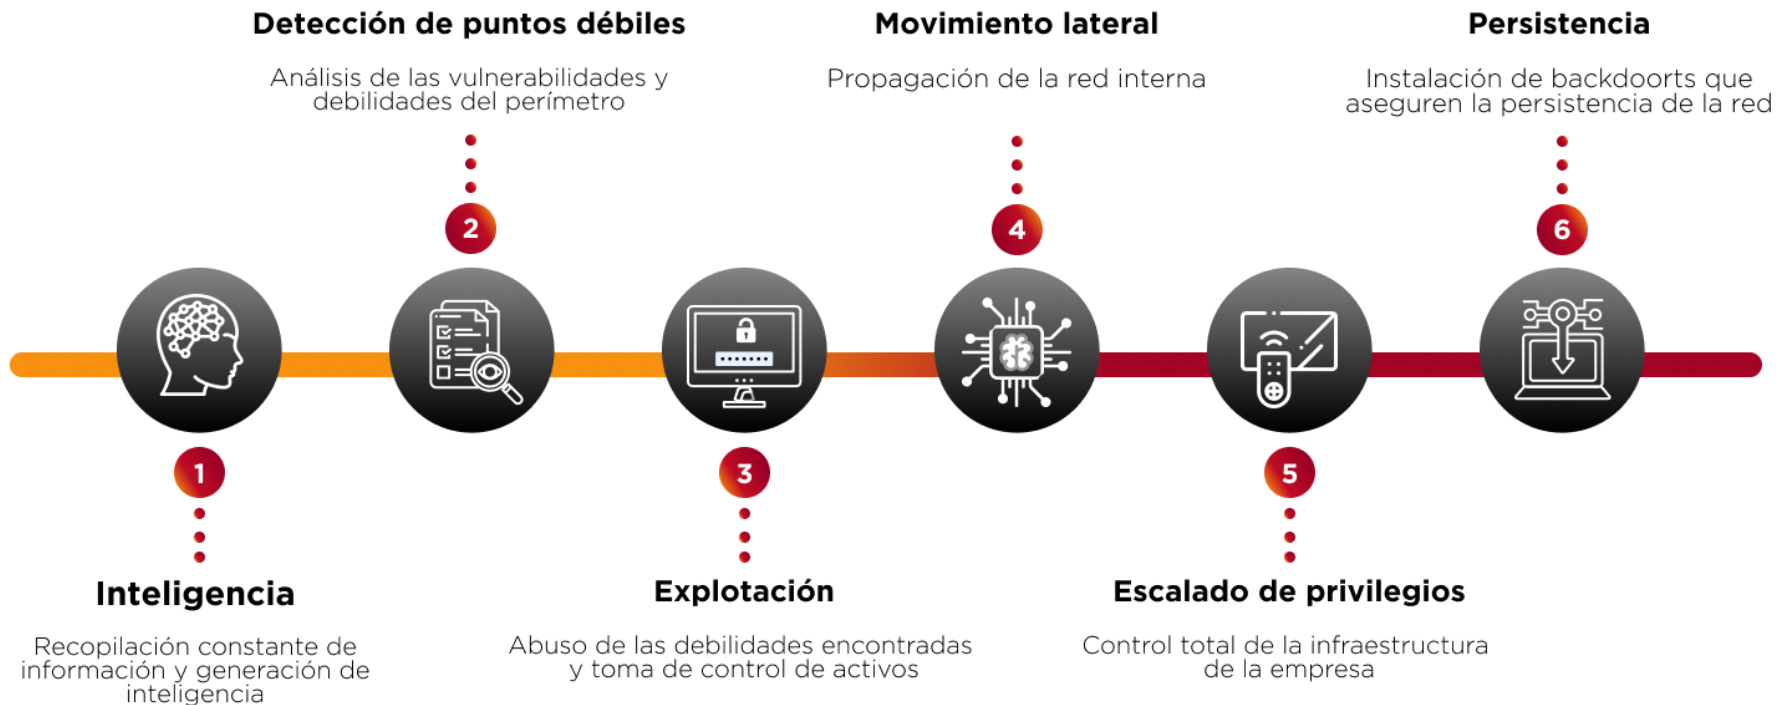 Detección de puntos débiles
Análisis de las vulnerabilidades y
debilidades del perímetro
Movimiento lateral
Propagación de la red interna
Persistencia
Instalación de backdoorts que
aseguren la persistencia de la red
2
4
6
1
3
5
Inteligencia
Recopilación constante de
información y generación de
inteligencia
Explotación
Abuso de las debilidades encontradas
y toma de control de activos
Escalado de privilegios
Control total de la infraestructura
de la empresa